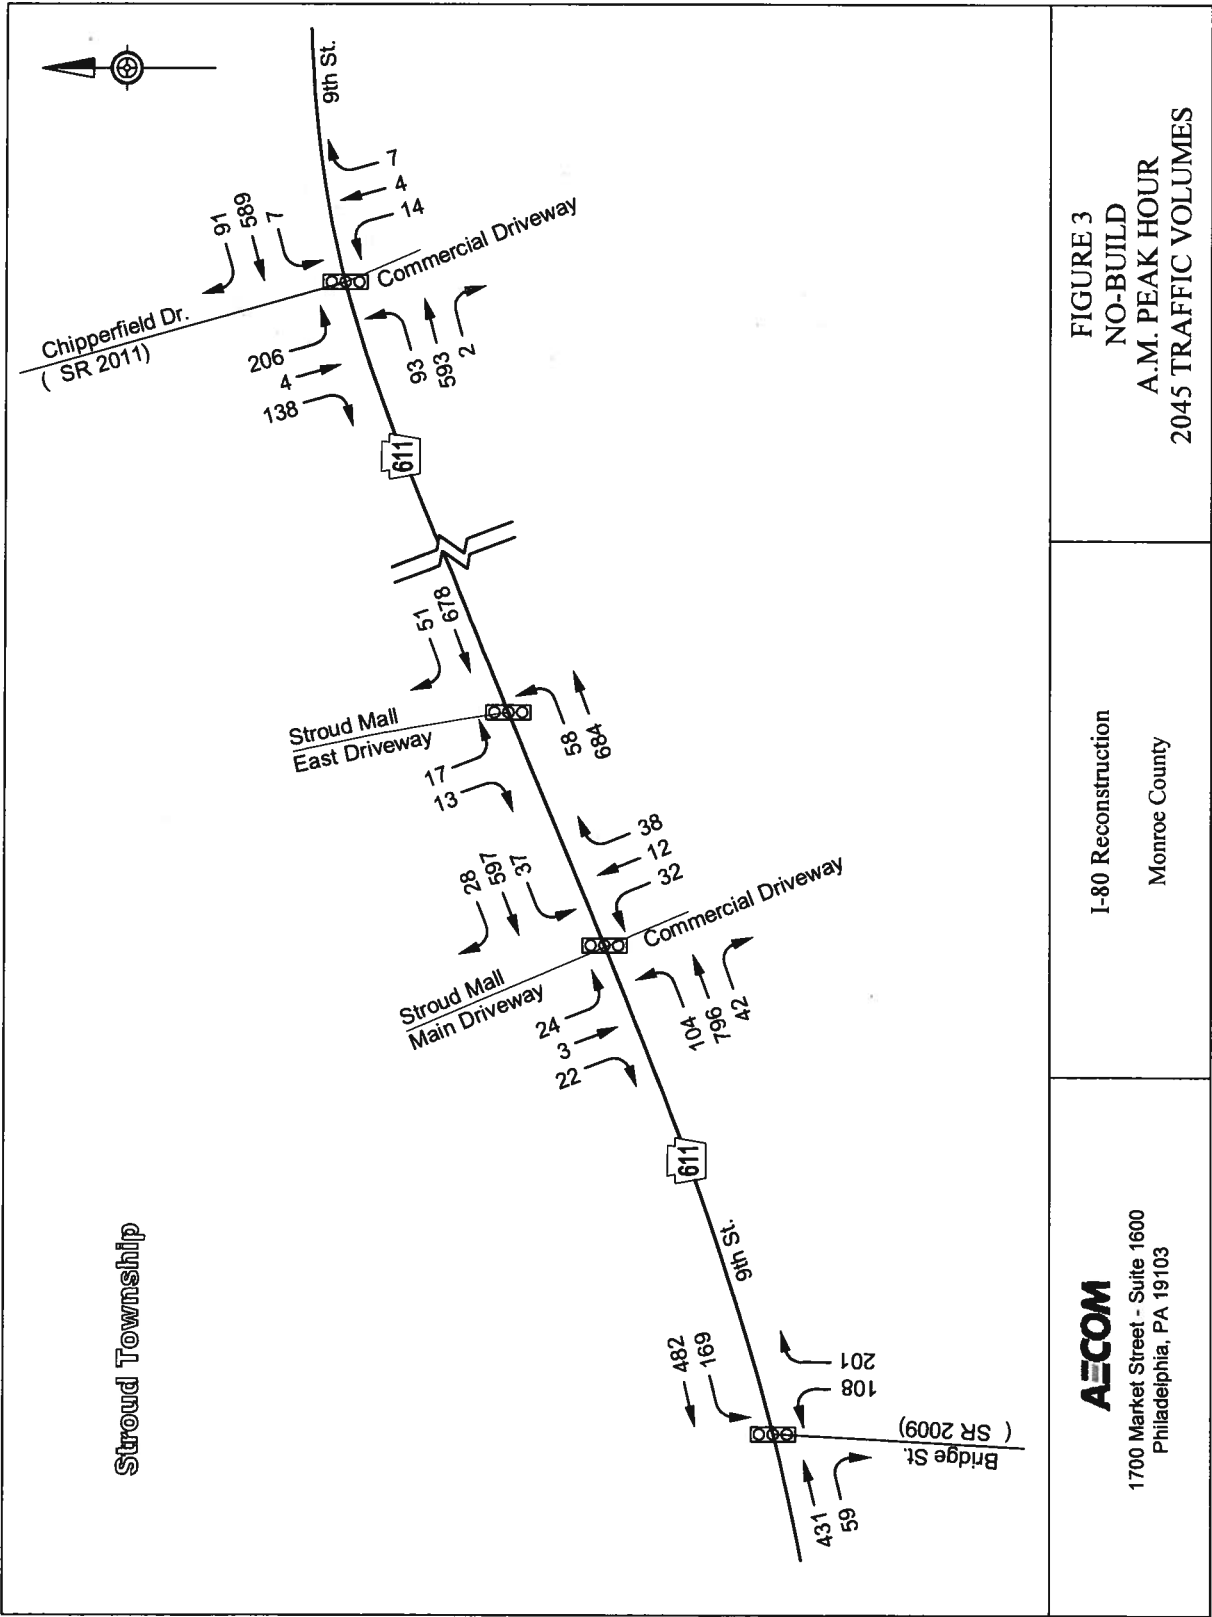 Stroud Township
9th St.
91
589
7
7
4
14
Chipperfield Dr.
( SR 2011)
Commercial Driveway
206
4
138
93
593
2
611
51
678
Stroud Mall
East Driveway
17
13
58
684
28
597
37
38
12
32
Stroud Mall
Main Driveway
Commercial Driveway
24
3
22
104
796
42
611
9th St.
482
169
201
108
431
59
Bridge St.
( SR 2009)
AECOM
1700 Market Street - Suite 1600
Philadelphia, PA 19103
I-80 Reconstruction
Monroe County
FIGURE 3
NO-BUILD
A.M. PEAK HOUR
2045 TRAFFIC VOLUMES